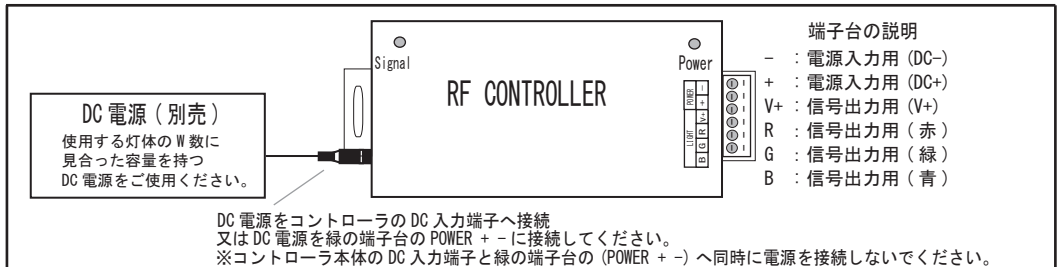 端子台の説明
Signal
Power
RF CONTROLLER
POWER + -
LIGHT B G R V+
- : 電源入力用 (DC-)
+ : 電源入力用 (DC+)
V+ : 信号出力用 (V+)
R : 信号出力用 ( 赤 )
G : 信号出力用 ( 緑 )
B : 信号出力用 ( 青 )
DC 電源 ( 別売 )
使用する灯体の W 数に
見合った容量を持つ
DC 電源をご使用ください。
DC 電源をコントローラの DC 入力端子へ接続
又は DC 電源を緑の端子台の POWER + - に接続してください。
※コントローラ本体の DC 入力端子と緑の端子台の (POWER + -) へ同時に電源を接続しないでください。